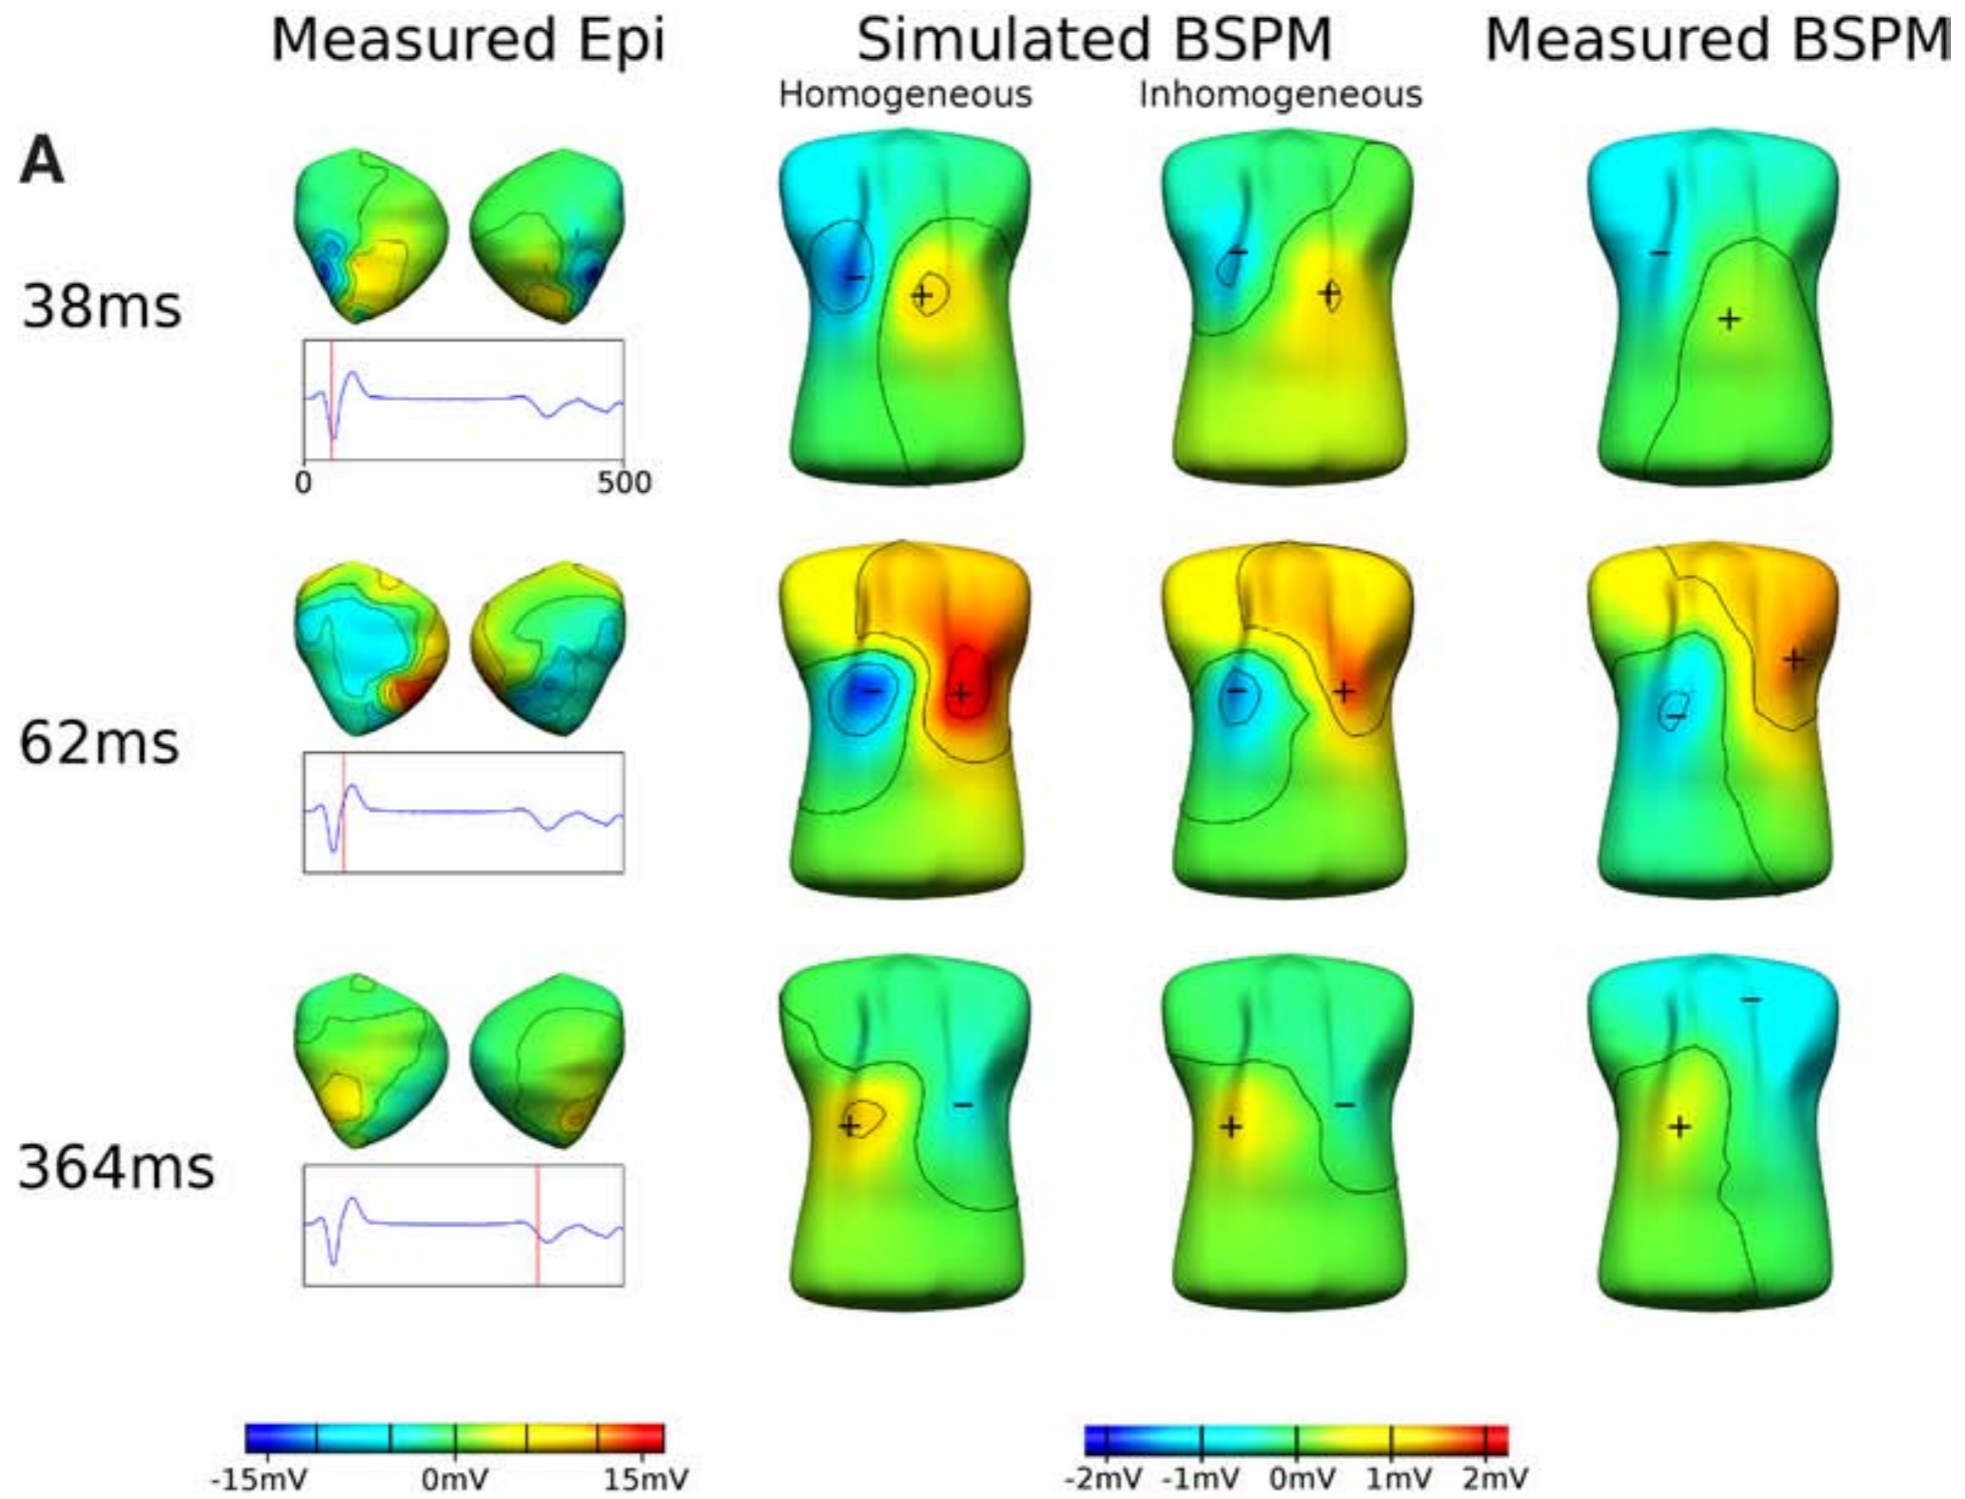 Measured Epi Simulated BSPM Measured BSPM
Homogeneous Inhomogeneous
A
38ms
0 500
62ms
364ms
-15mV 0mV 15mV -2mV -1mV 0mV 1mV 2mV